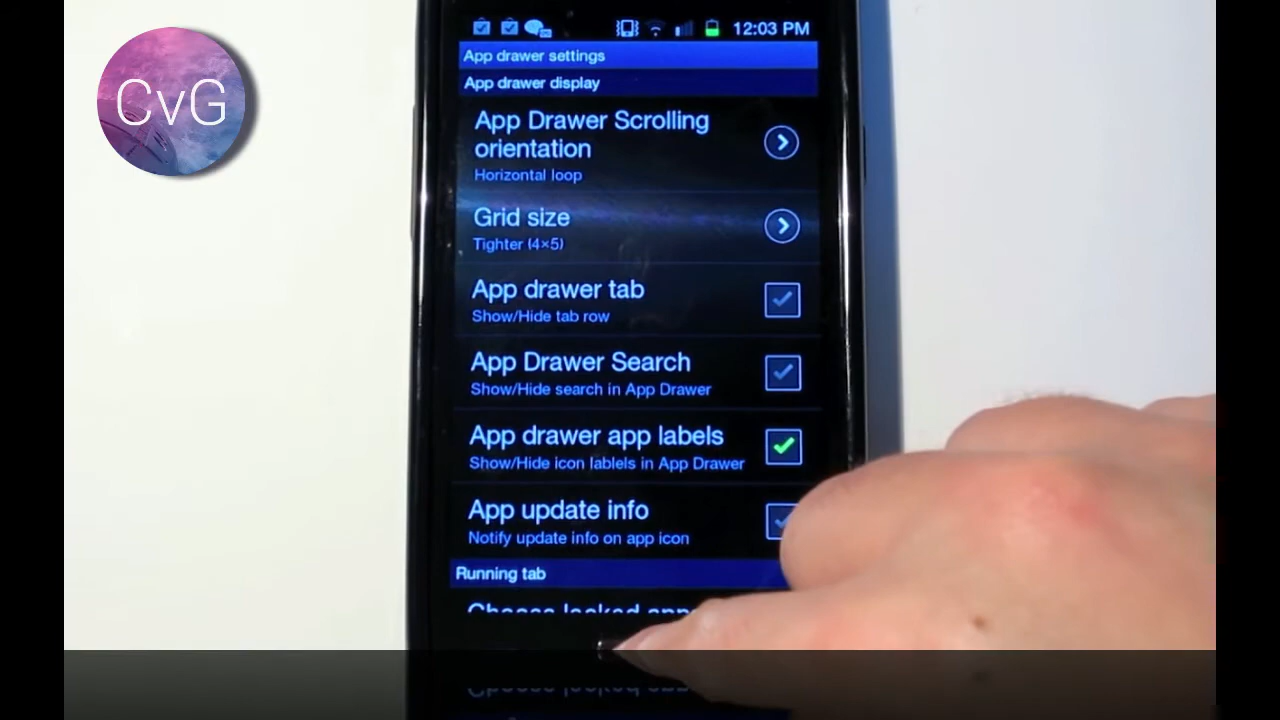 CvG
12:03 PM
App drawer settings
App drawer display
App Drawer Scrolling
orientation
Horizontal loop
Grid size
Tighter (4×5)
App drawer tab
Show/Hide tab row
App Drawer Search
Show/Hide search in App Drawer
App drawer app labels
Show/Hide icon lablels in App Drawer
App update info
Notify update info on app icon
Running tab
Choose locked apps